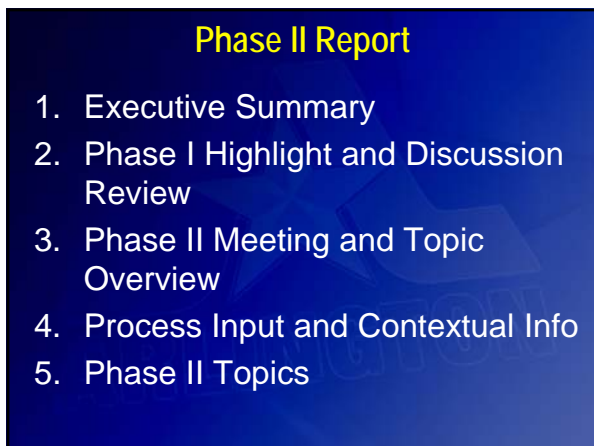 Phase II Report
1. Executive Summary
2. Phase I Highlight and Discussion
Review
3. Phase II Meeting and Topic
Overview
4. Process Input and Contextual Info
5. Phase II Topics
ARLINGTON